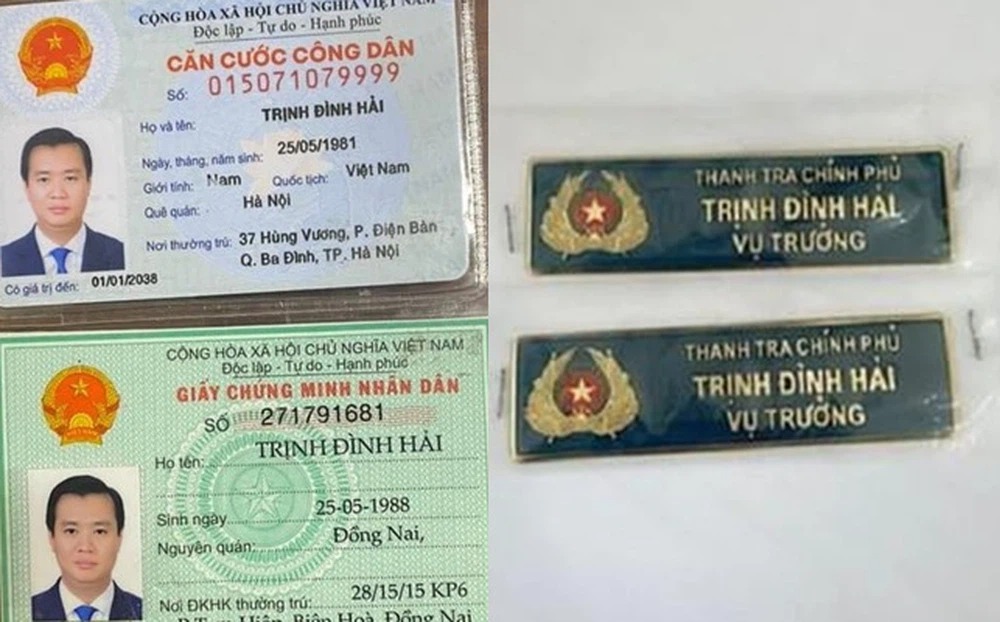 CỘNG HÒA XÃ HỘI CHỦ NGHĨA VIỆT NAM
Độc lập - Tự do - Hạnh phúc
CĂN CƯỚC CÔNG DÂN
Số: 015071079999
Họ và tên: TRỊNH ĐÌNH HẢI
Ngày, tháng, năm sinh: 25/05/1981
Giới tính: Nam Quốc tịch: Việt Nam
Quê quán: Hà Nội
Nơi thường trú: 37 Hùng Vương, P. Điện Bàn
Q. Ba Đình, TP. Hà Nội
Có giá trị đến: 01/01/2038
CỘNG HÒA XÃ HỘI CHỦ NGHĨA VIỆT NAM
Độc lập - Tự do - Hạnh phúc
GIẤY CHỨNG MINH NHÂN DÂN
SỐ 271791681
Họ tên: TRỊNH ĐÌNH HẢI
Sinh ngày 25-05-1988
Nguyên quán: Đồng Nai,
Nơi ĐKHK thường trú: 28/15/15 KP6
Hiệp, Biên Hoà, Đồng Nai
THANH TRA CHÍNH PHỦ
TRỊNH ĐÌNH HẢI
VỤ TRƯỞNG
THANH TRA CHÍNH PHỦ
TRỊNH ĐÌNH HẢI
VỤ TRƯỞNG